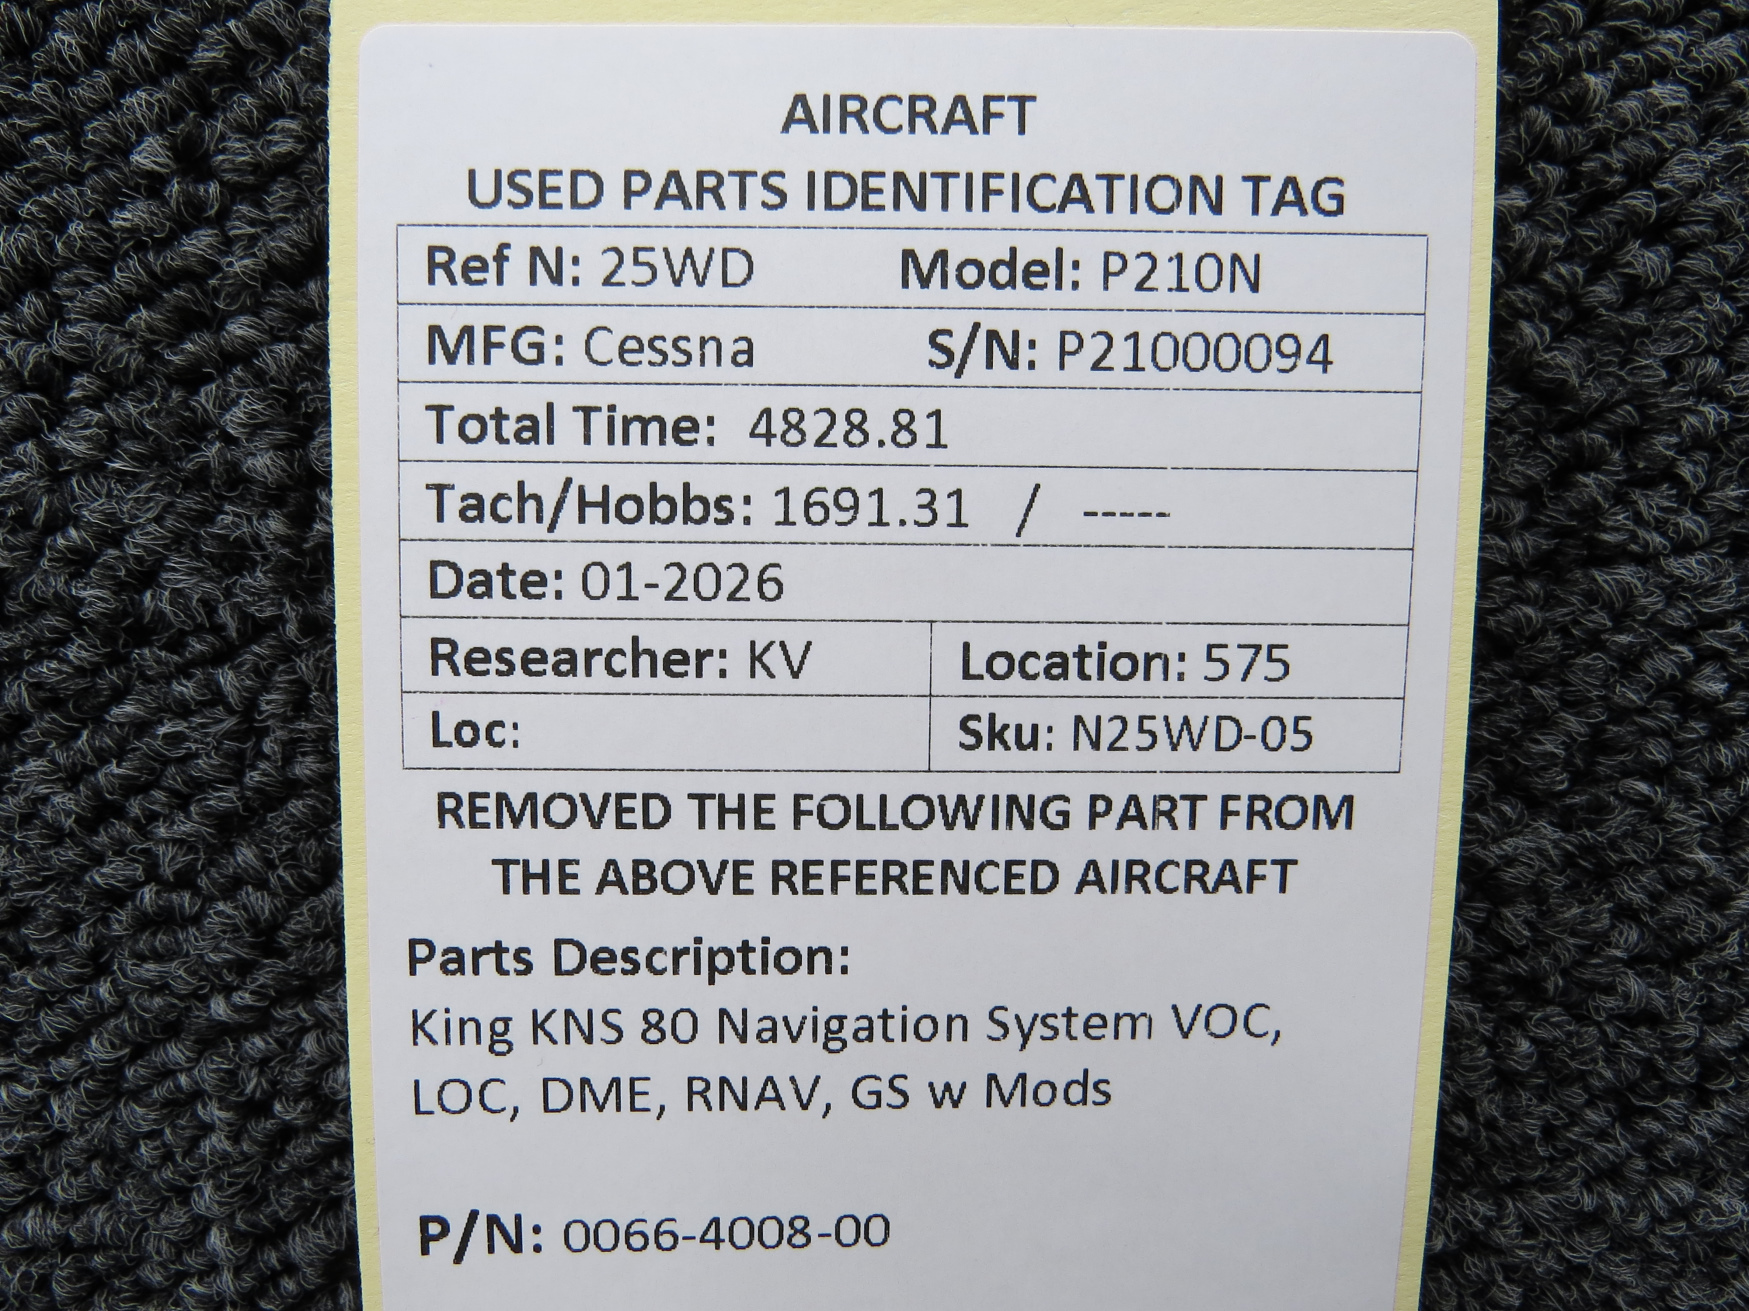 AIRCRAFT
USED PARTS IDENTIFICATION TAG
Ref N: 25WD Model: P210N
MFG: Cessna S/N: P21000094
Total Time: 4828.81
Tach/Hobbs: 1691.31 / -----
Date: 01-2026
Researcher: KV Location: 575
Loc: Sku: N25WD-05
REMOVED THE FOLLOWING PART FROM
THE ABOVE REFERENCED AIRCRAFT
Parts Description:
King KNS 80 Navigation System VOC,
LOC, DME, RNAV, GS w Mods
P/N: 0066-4008-00